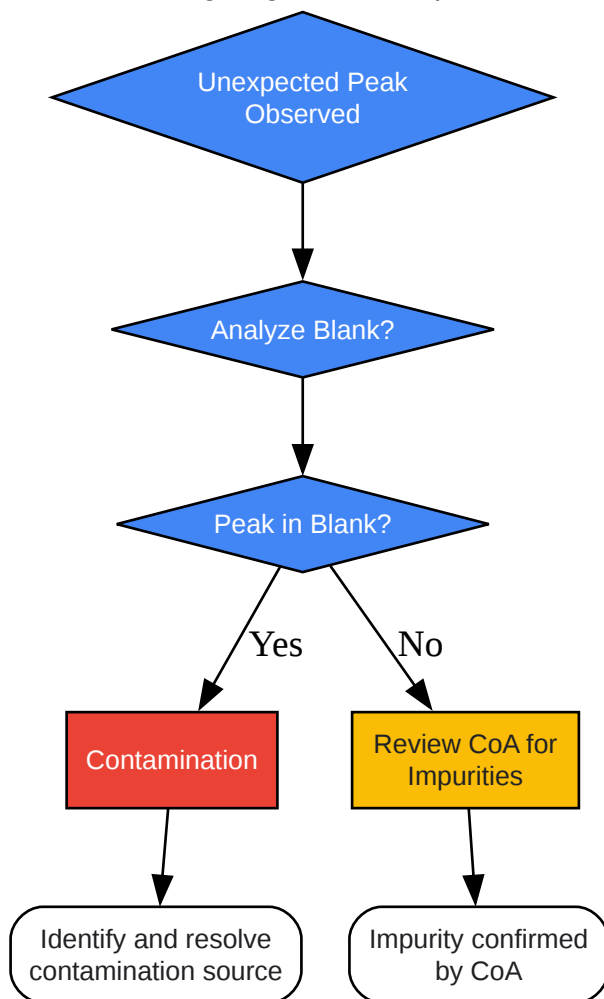 Unexpected Peak
Observed
Analyze Blank?
Peak in Blank?
Yes
No
Contamination
Review CoA for
Impurities
Identify and resolve
contamination source
Impurity confirmed
by CoA